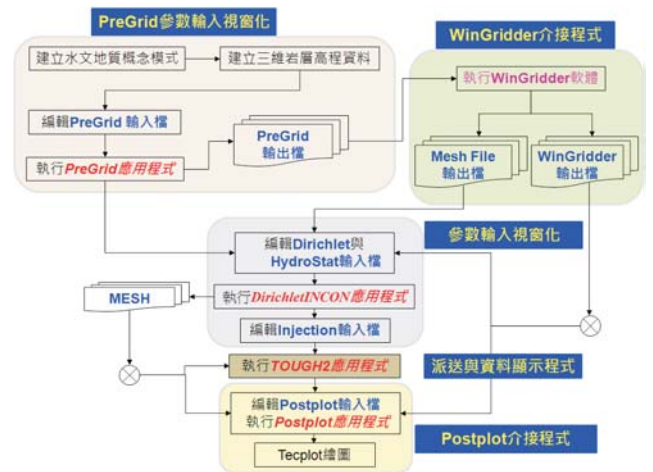 PreGrid參數輸入視窗化
WinGridder介接程式
建立水文地質概念模式
建立三維岩層高程資料
執行WinGridder軟體
編輯PreGrid 輸入檔
PreGrid
輸出檔
執行PreGrid應用程式
Mesh File
輸出檔
WinGridder
輸出檔
編輯Dirichlet與
HydroStat輸入檔
參數輸入視窗化
MESH
執行DirichletINCON應用程式
編輯Injection輸入檔
執行TOUGH2應用程式
派送與資料顯示程式
編輯Postplot輸入檔
執行Postplot應用程式
Postplot介接程式
Tecplot繪圖